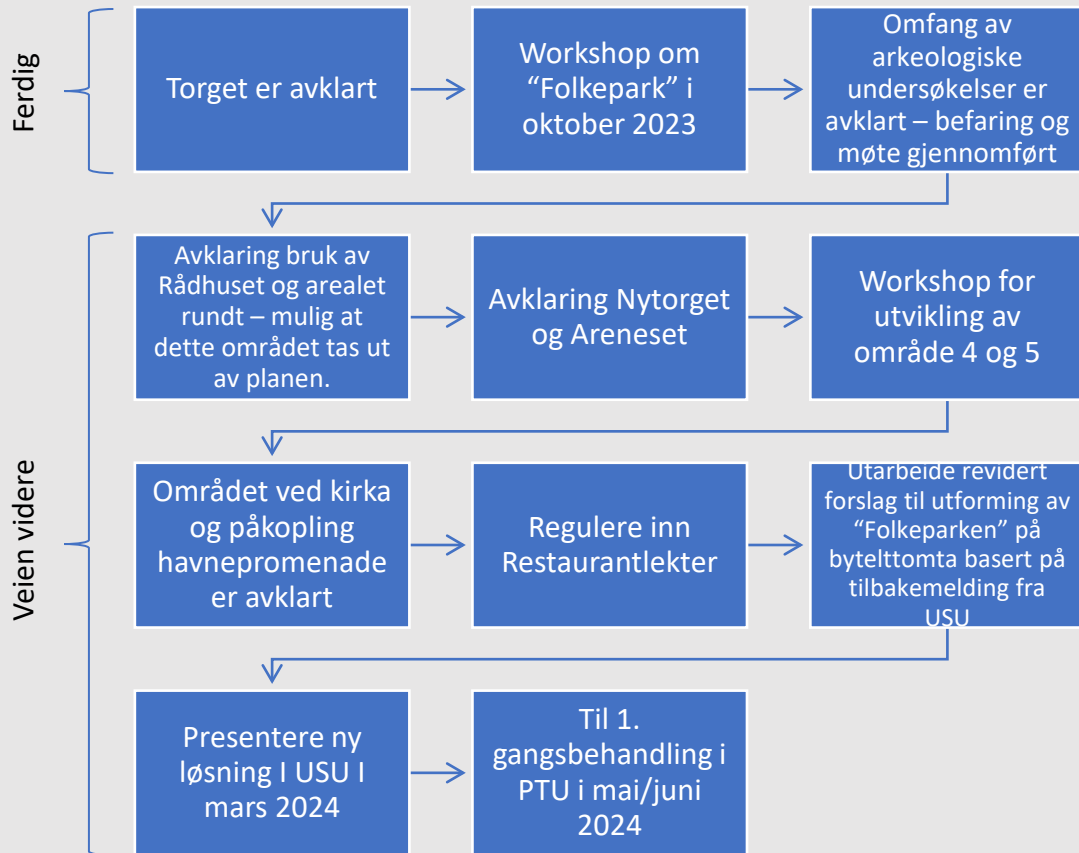 Ferdig
Torget er avklart
Workshop om
“Folkepark” i
oktober 2023
Omfang av
arkeologiske
undersøkelser er
avklart – befaring og
møte gjennomført
Veien videre
Avklaring bruk av
Rådhuset og arealet
rundt – mulig at
dette området tas ut
av planen.
Avklaring Nytorget
og Areneset
Workshop for
utvikling av
område 4 og 5
Området ved kirka
og påkopling
havnepromenade
er avklart
Regulere inn
Restaurantlekter
Utarbeide revidert
forslag til utforming av
“Folkeparken” på
bytelttomta basert på
tilbakemelding fra
USU
Presentere ny
løsning I USU I
mars 2024
Til 1.
gangsbehandling i
PTU i mai/juni
2024